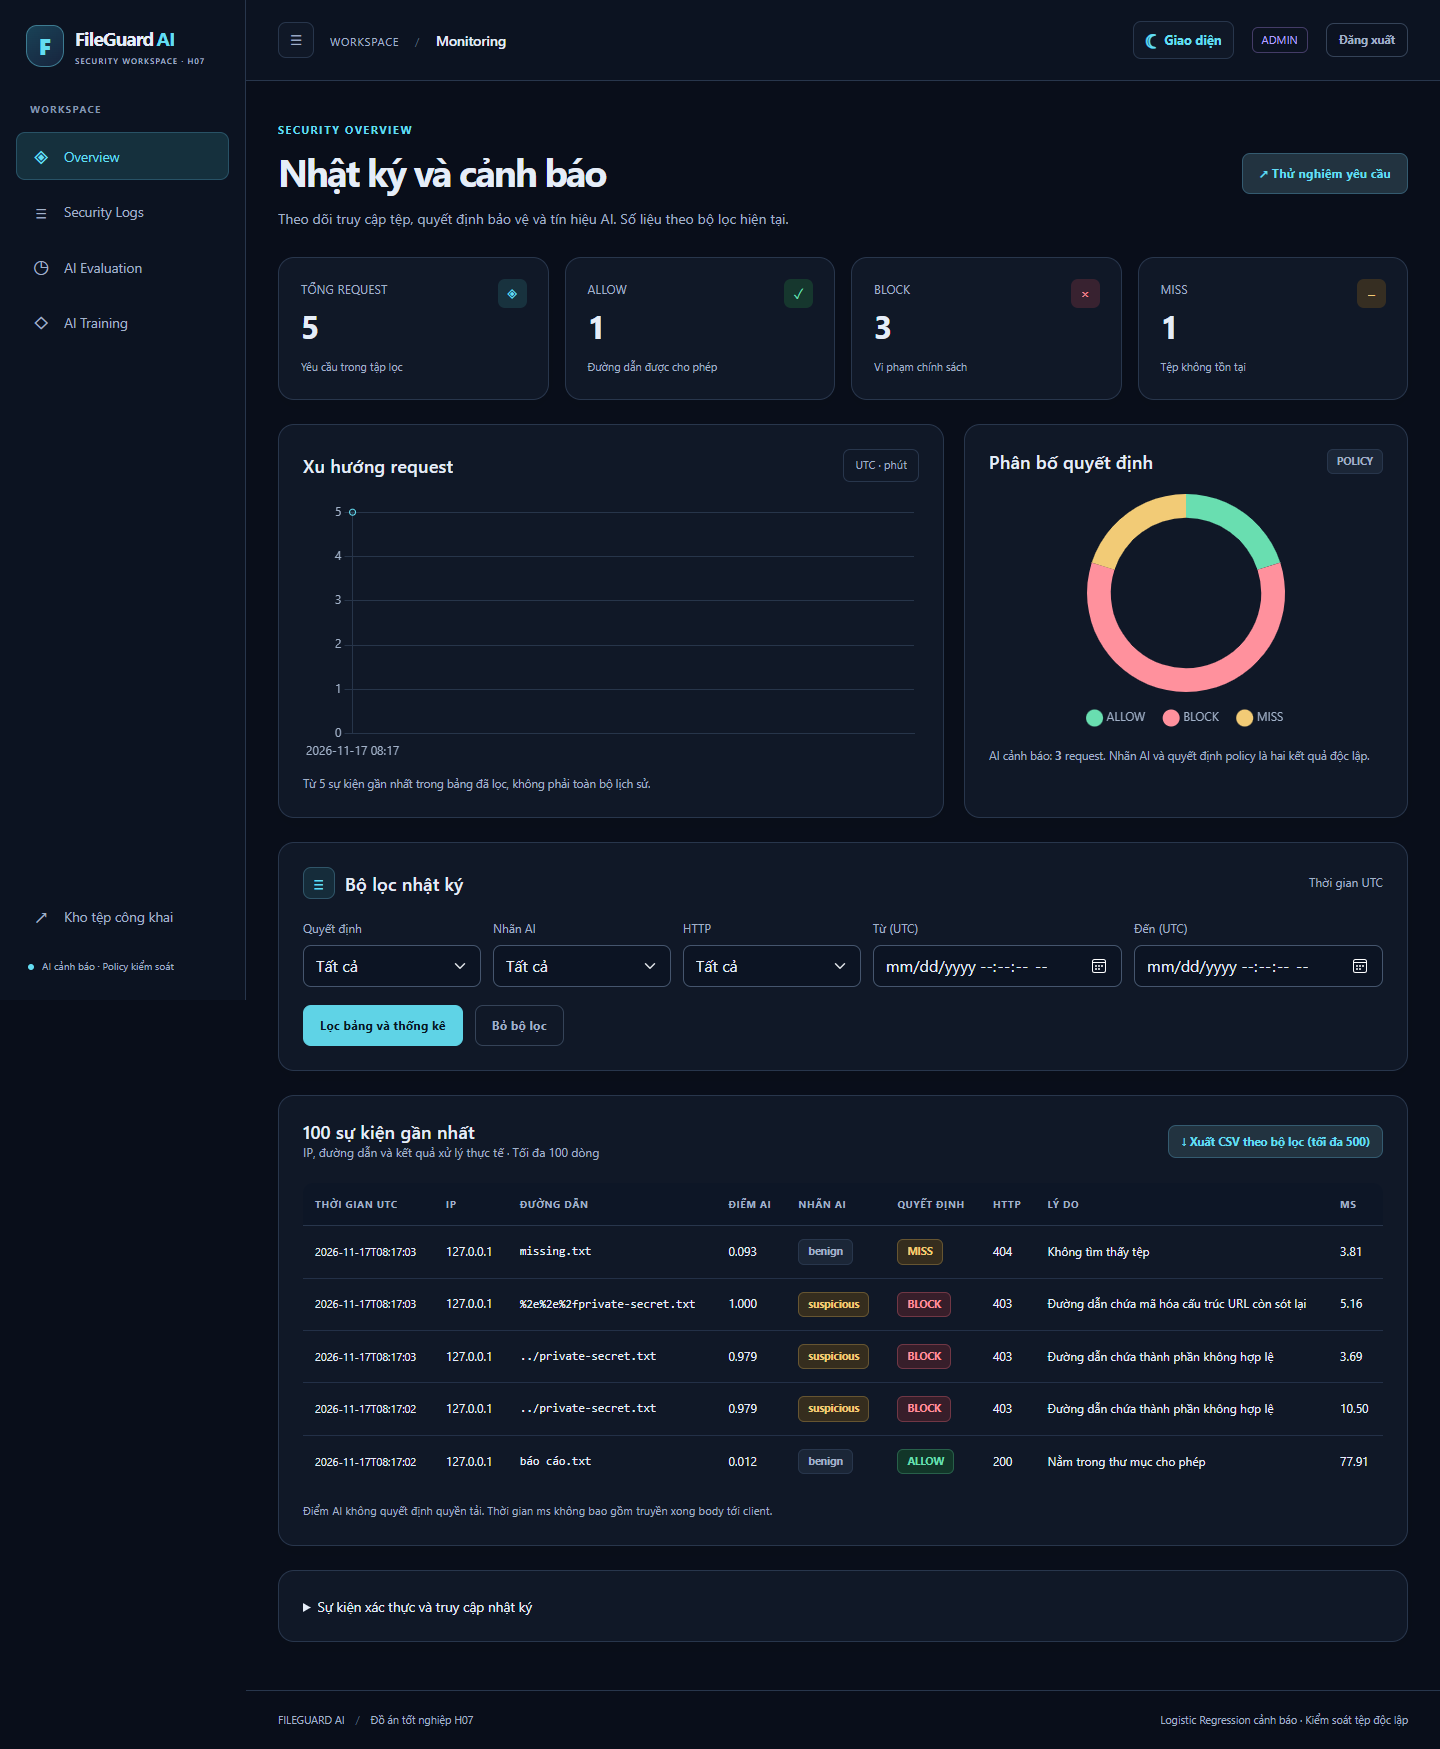 F
FileGuard AI
SECURITY WORKSPACE · H07
WORKSPACE
Overview
Security Logs
AI Evaluation
AI Training
Kho tệp công khai
AI cảnh báo · Policy kiểm soát
WORKSPACE / Monitoring
Giao diện
ADMIN
Đăng xuất
SECURITY OVERVIEW
Nhật ký và cảnh báo
Theo dõi truy cập tệp, quyết định bảo vệ và tín hiệu AI. Số liệu theo bộ lọc hiện tại.
↗ Thử nghiệm yêu cầu
TỔNG REQUEST
5
Yêu cầu trong tập lọc
ALLOW
✓
1
Đường dẫn được cho phép
BLOCK
×
3
Vi phạm chính sách
MISS
–
1
Tệp không tồn tại
Xu hướng request
UTC · phút
5
4
3
2
1
0
2026-11-17 08:17
Từ 5 sự kiện gần nhất trong bảng đã lọc, không phải toàn bộ lịch sử.
Phân bố quyết định
POLICY
ALLOW BLOCK MISS
AI cảnh báo: 3 request. Nhãn AI và quyết định policy là hai kết quả độc lập.
Bộ lọc nhật ký
Thời gian UTC
Quyết định Nhãn AI HTTP Từ (UTC) Đến (UTC)
Tất cả Tất cả Tất cả mm/dd/yyyy --:--:-- -- mm/dd/yyyy --:--:-- --
Lọc bảng và thống kê
Bỏ bộ lọc
100 sự kiện gần nhất
IP, đường dẫn và kết quả xử lý thực tế · Tối đa 100 dòng
↓ Xuất CSV theo bộ lọc (tối đa 500)
THỜI GIAN UTC IP ĐƯỜNG DẪN ĐIỂM AI NHÃN AI QUYẾT ĐỊNH HTTP LÝ DO MS
2026-11-17T08:17:03 127.0.0.1 missing.txt 0.093 benign MISS 404 Không tìm thấy tệp 3.81
2026-11-17T08:17:03 127.0.0.1 %2e%2e%2fprivate-secret.txt 1.000 suspicious BLOCK 403 Đường dẫn chứa mã hóa cấu trúc URL còn sót lại 5.16
2026-11-17T08:17:03 127.0.0.1 ../private-secret.txt 0.979 suspicious BLOCK 403 Đường dẫn chứa thành phần không hợp lệ 3.69
2026-11-17T08:17:02 127.0.0.1 ../private-secret.txt 0.979 suspicious BLOCK 403 Đường dẫn chứa thành phần không hợp lệ 10.50
2026-11-17T08:17:02 127.0.0.1 báo cáo.txt 0.012 benign ALLOW 200 Nằm trong thư mục cho phép 77.91
Điểm AI không quyết định quyền tải. Thời gian ms không bao gồm truyền xong body tới client.
▶ Sự kiện xác thực và truy cập nhật ký
FILEGUARD AI / Đồ án tốt nghiệp H07
Logistic Regression cảnh báo · Kiểm soát tệp độc lập